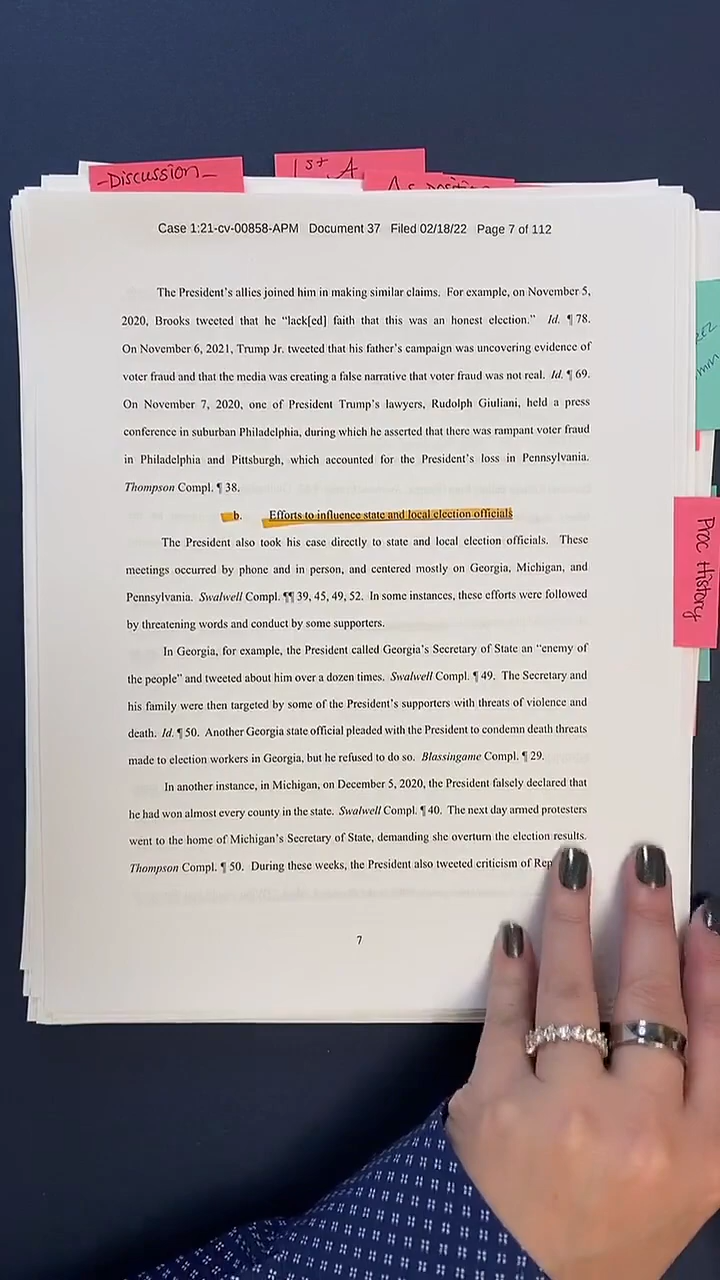 -Discussion-
1st A
Case 1:21-cv-00858-APM Document 37 Filed 02/18/22 Page 7 of 112
The President's allies joined him in making similar claims. For example, on November 5,
2020, Brooks tweeted that he "lack[ed] faith that this was an honest election." Id. ¶ 78.
On November 6, 2021, Trump Jr. tweeted that his father's campaign was uncovering evidence of
voter fraud and that the media was creating a false narrative that voter fraud was not real. Id. ¶ 69.
On November 7, 2020, one of President Trump's lawyers, Rudolph Giuliani, held a press
conference in suburban Philadelphia, during which he asserted that there was rampant voter fraud
in Philadelphia and Pittsburgh, which accounted for the President's loss in Pennsylvania.
Thompson Compl. ¶ 38.
b. Efforts to influence state and local election officials
The President also took his case directly to state and local election officials. These
meetings occurred by phone and in person, and centered mostly on Georgia, Michigan, and
Pennsylvania. Swalwell Compl. ¶¶ 39, 45, 49, 52. In some instances, these efforts were followed
by threatening words and conduct by some supporters.
In Georgia, for example, the President called Georgia's Secretary of State an "enemy of
the people" and tweeted about him over a dozen times. Swalwell Compl. ¶ 49. The Secretary and
his family were then targeted by some of the President's supporters with threats of violence and
death. Id. ¶ 50. Another Georgia state official pleaded with the President to condemn death threats
made to election workers in Georgia, but he refused to do so. Blassingame Compl. ¶ 29.
In another instance, in Michigan, on December 5, 2020, the President falsely declared that
he had won almost every county in the state. Swalwell Compl. ¶ 40. The next day armed protesters
went to the home of Michigan's Secretary of State, demanding she overturn the election results.
Thompson Compl. ¶ 50. During these weeks, the President also tweeted criticism of Rep
7
Proc History